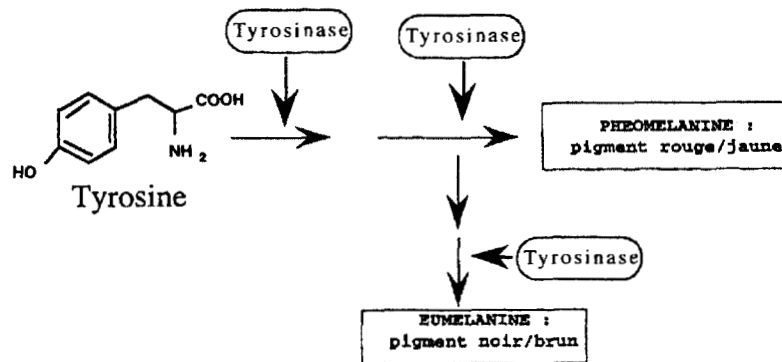 Tyrosinase
Tyrosinase
COOH
NH2
HO
Tyrosine
PHEOMELANINE :
pigment rouge/jaune
Tyrosinase
EUMELANINE :
pigment noir/brun